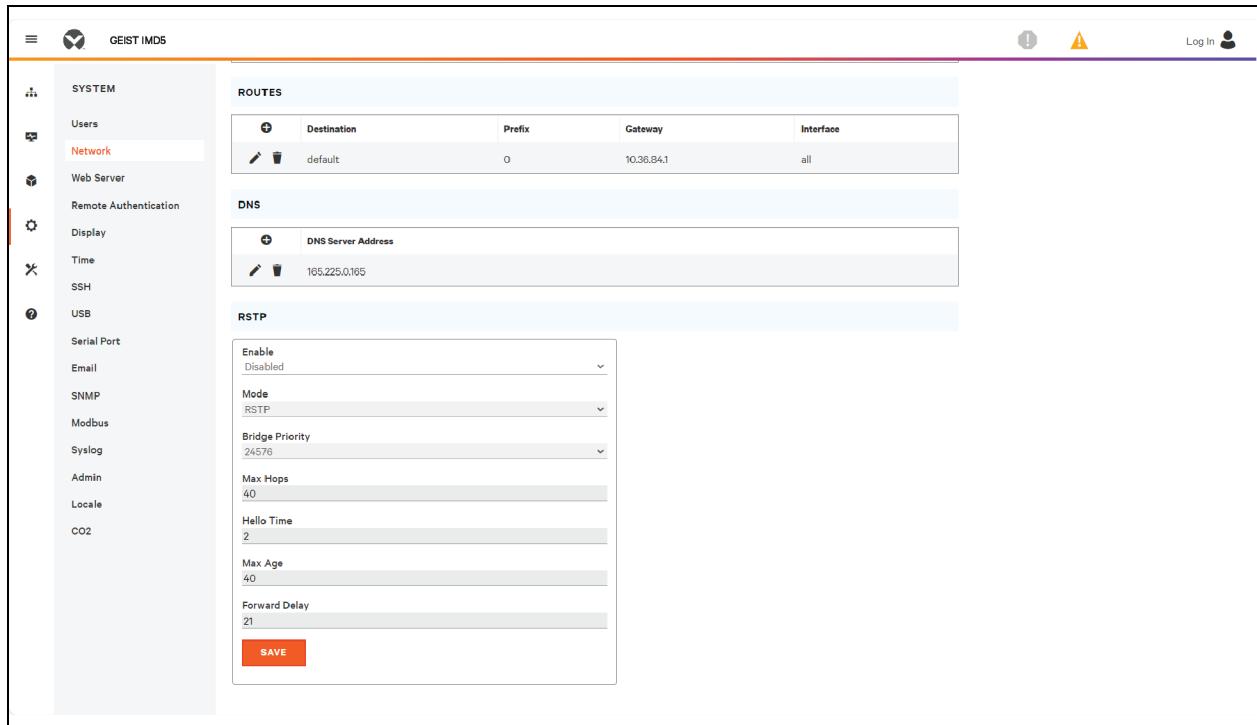 GEIST IMD5
Log In
SYSTEM
Users
Network
Web Server
Remote Authentication
Display
Time
SSH
USB
Serial Port
Email
SNMP
Modbus
Syslog
Admin
Locale
CO2
ROUTES
Destination Prefix Gateway Interface
default 0 10.36.84.1 all
DNS
DNS Server Address
165.225.0.165
RSTP
Enable
Disabled
Mode
RSTP
Bridge Priority
24576
Max Hops
40
Hello Time
2
Max Age
40
Forward Delay
21
SAVE